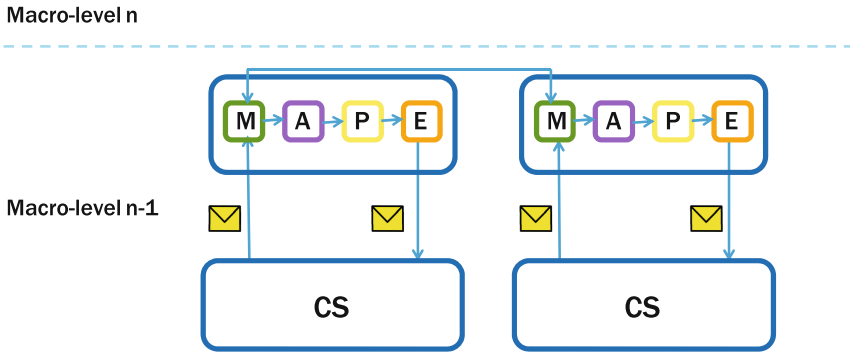 Macro-level n
M A P E M A P E
Macro-level n-1
CS CS